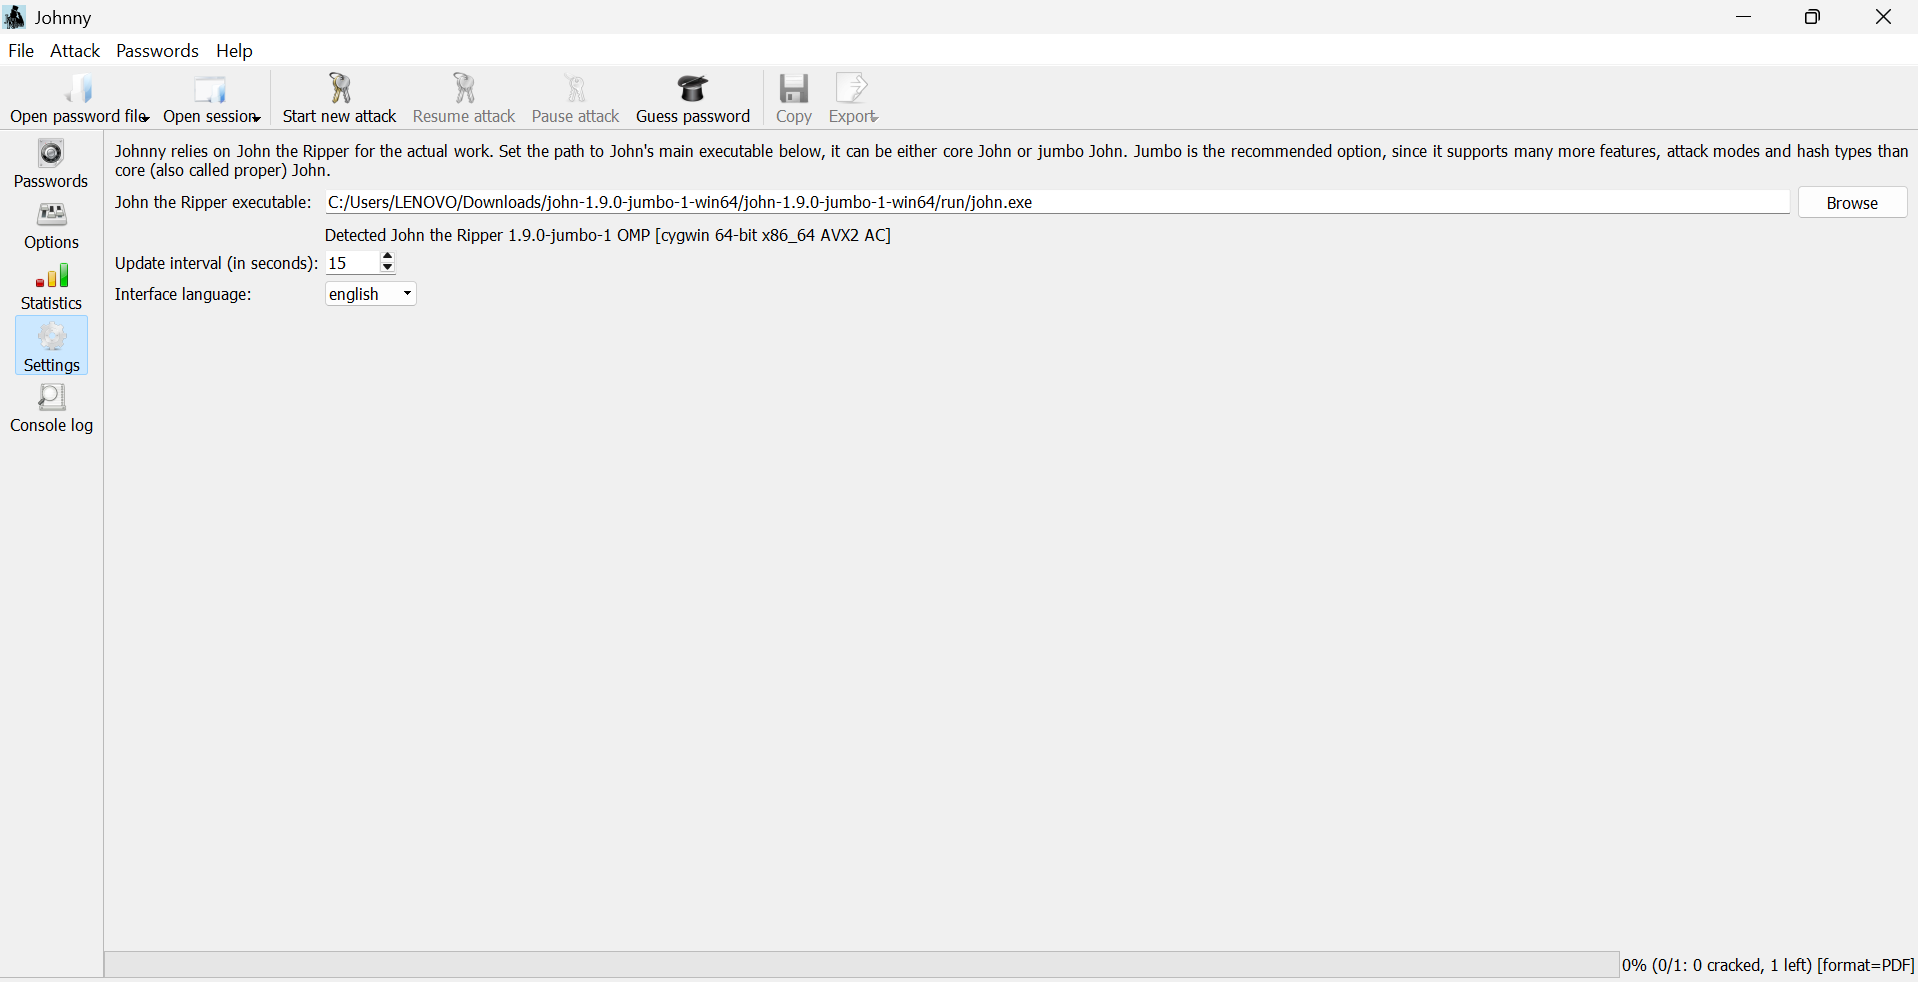 Johnny
File Attack Passwords Help
Open password file Open session Start new attack Resume attack Pause attack Guess password Copy Export
Passwords
Options
Statistics
Settings
Console log
Johnny relies on John the Ripper for the actual work. Set the path to John's main executable below, it can be either core John or jumbo John. Jumbo is the recommended option, since it supports many more features, attack modes and hash types than
core (also called proper) John.
John the Ripper executable: C:/Users/LENOVO/Downloads/john-1.9.0-jumbo-1-win64/john-1.9.0-jumbo-1-win64/run/john.exe Browse
Detected John the Ripper 1.9.0-jumbo-1 OMP [cygwin 64-bit x86_64 AVX2 AC]
Update interval (in seconds): 15
Interface language: english
0% (0/1: 0 cracked, 1 left) [format=PDF]